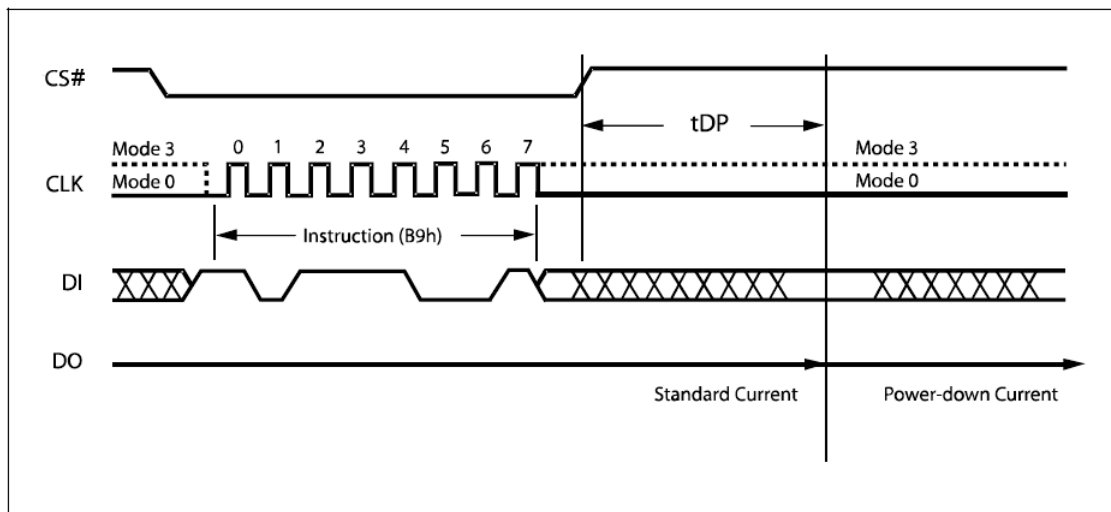 CS#
tDP
Mode 3
0 1 2 3 4 5 6 7
Mode 3
CLK
Mode 0
Mode 0
Instruction (B9h)
DI
DO
Standard Current
Power-down Current